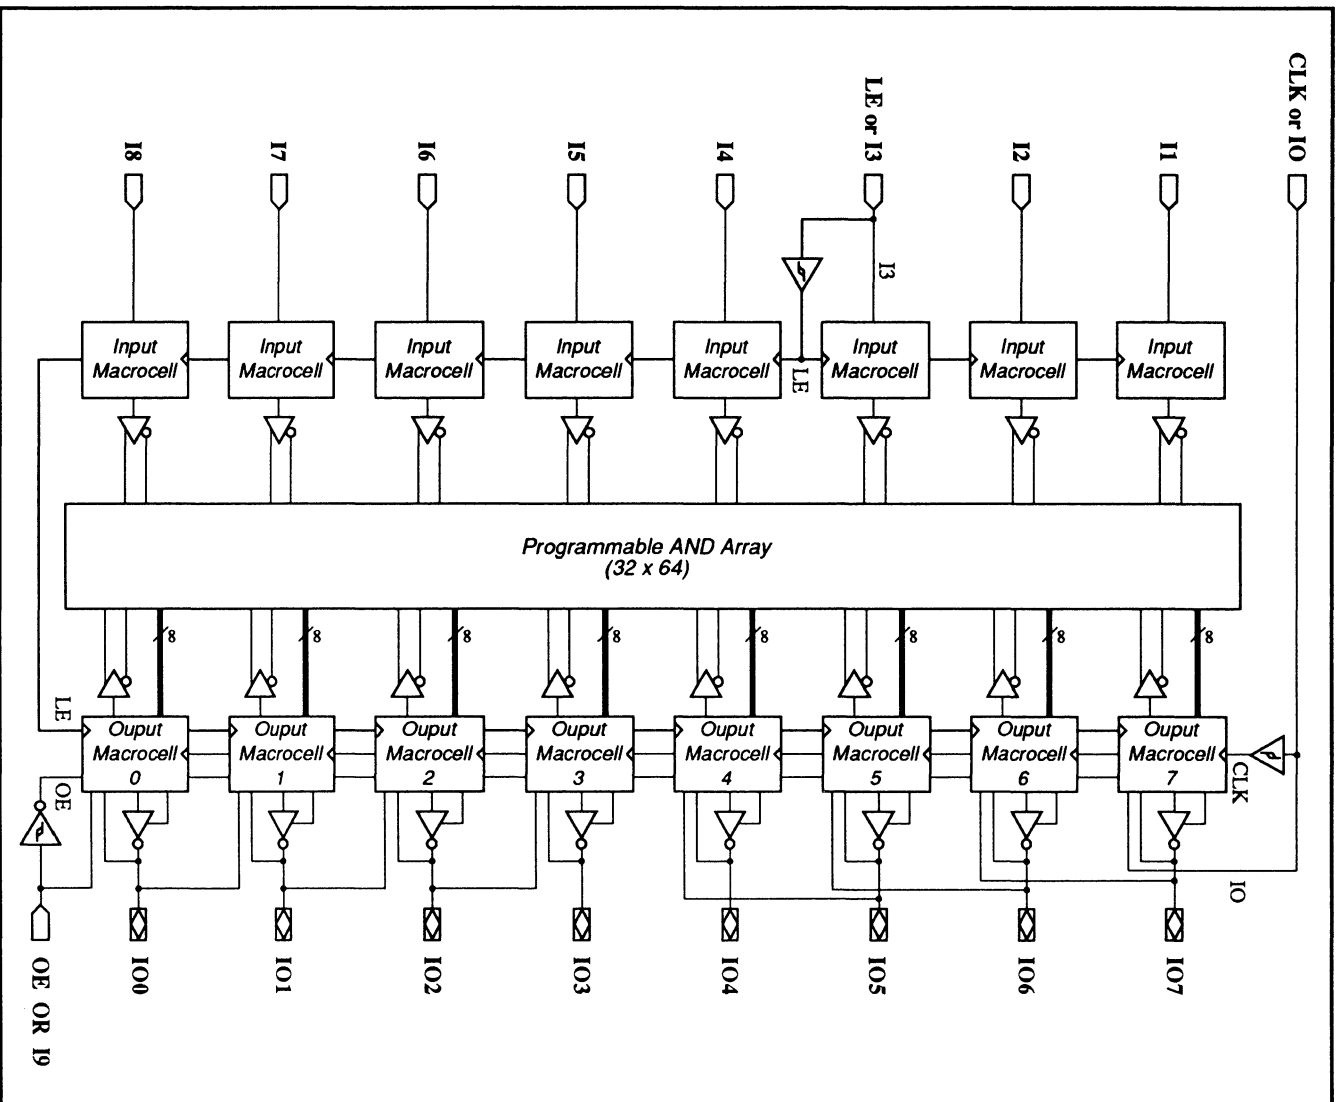 CLK or IO
LE or I3
I8
I7
I6
I5
I4
I2
I1
I3
Input
Macrocell
Input
Macrocell
Input
Macrocell
Input
Macrocell
Input
Macrocell
LE
Input
Macrocell
Input
Macrocell
Input
Macrocell
Programmable AND Array
(32 x 64)
8
8
8
8
8
8
8
8
LE
Ouput
Macrocell
0
Ouput
Macrocell
1
Ouput
Macrocell
2
Ouput
Macrocell
3
Ouput
Macrocell
4
Ouput
Macrocell
5
Ouput
Macrocell
6
Ouput
Macrocell
7
CLK
OE
IO
OE OR I9
IO0
IO1
IO2
IO3
IO4
IO5
IO6
IO7